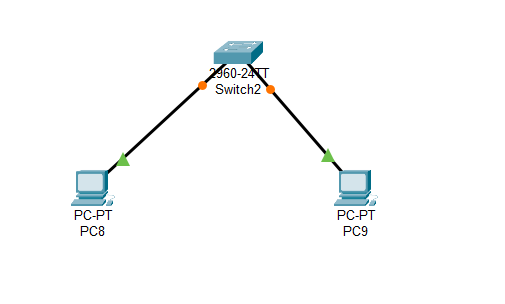 2960-24TT
Switch2
PC-PT
PC8
PC-PT
PC9